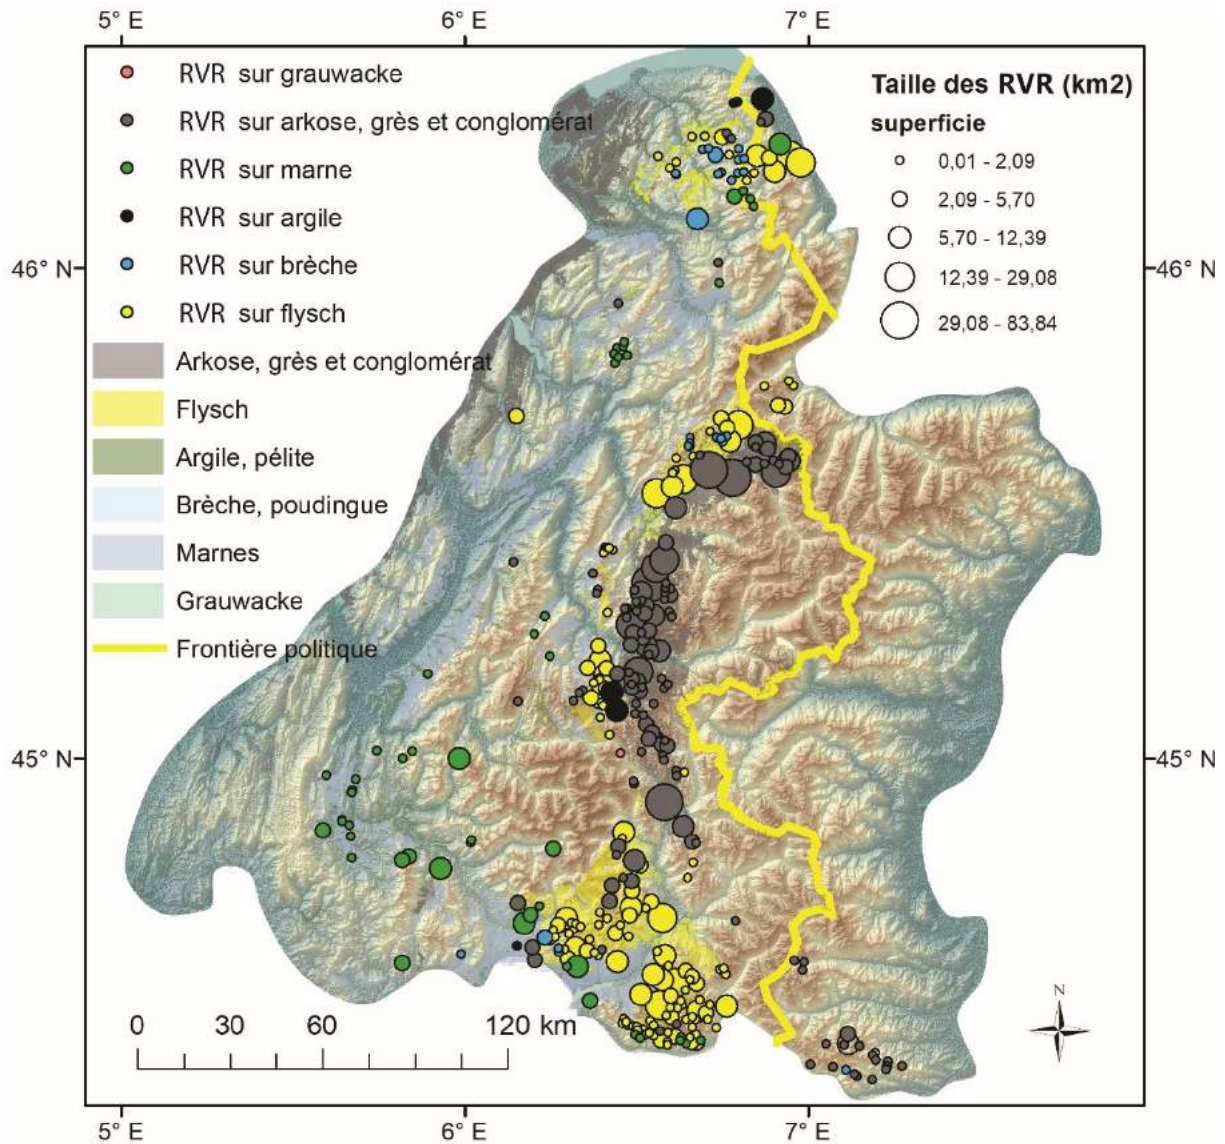 5° E 6° E 7° E
RVR sur grauwacke
RVR sur arkose, grès et conglomérat
RVR sur marne
RVR sur argile
RVR sur brèche
RVR sur flysch
Arkose, grès et conglomérat
Flysch
Argile, pélite
Brèche, poudingue
Marnes
Grauwacke
Frontière politique
Taille des RVR (km2)
superficie
0,01 - 2,09
2,09 - 5,70
5,70 - 12,39
12,39 - 29,08
29,08 - 83,84
46° N 46° N
45° N 45° N
0 30 60 120 km
N
5° E 6° E 7° E